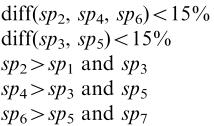 diff(sp₂, sp₄, sp₆)<15%
diff(sp₃, sp₅)<15%
sp₂>sp₁ and sp₃
sp₄>sp₃ and sp₅
sp₆>sp₅ and sp₇